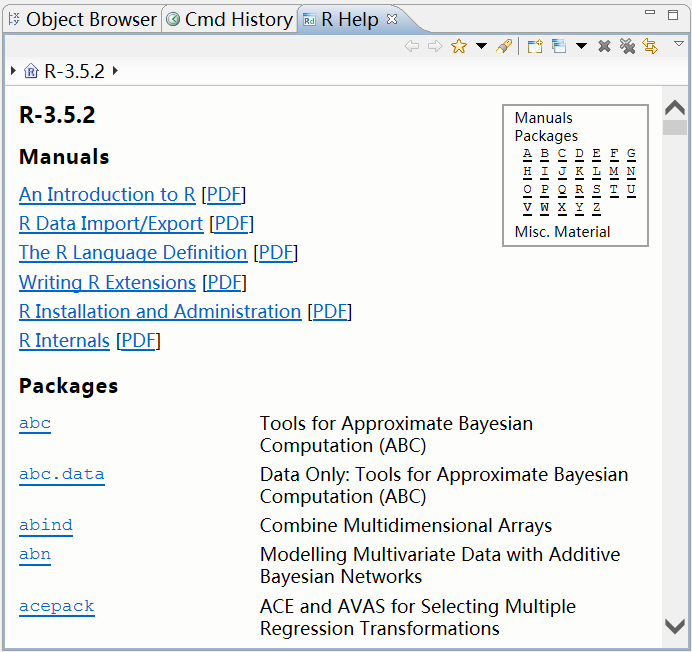 Object Browser Cmd History R Help
R-3.5.2
R-3.5.2
Manuals
An Introduction to R [PDF]
R Data Import/Export [PDF]
The R Language Definition [PDF]
Writing R Extensions [PDF]
R Installation and Administration [PDF]
R Internals [PDF]
Manuals
Packages
A B C D E F G
H I J K L M N
O P Q R S T U
V W X Y Z
Misc. Material
Packages
abc Tools for Approximate Bayesian
Computation (ABC)
abc.data Data Only: Tools for Approximate Bayesian
Computation (ABC)
abind Combine Multidimensional Arrays
abn Modelling Multivariate Data with Additive
Bayesian Networks
acepack ACE and AVAS for Selecting Multiple
Regression Transformations